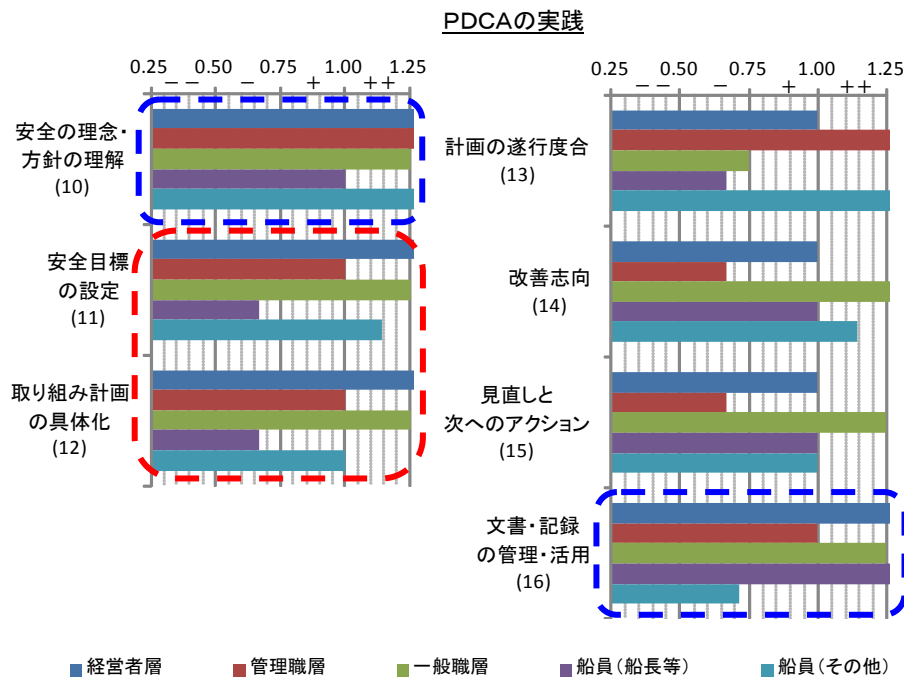 PDCAの実践
0.25 0.50 0.75 1.00 1.25
－－ － ＋ ＋＋
安全の理念・
方針の理解
(10)
安全目標
の設定
(11)
取り組み計画
の具体化
(12)
0.25 0.50 0.75 1.00 1.25
－－ － ＋ ＋＋
計画の遂行度合
(13)
改善志向
(14)
見直しと
次へのアクション
(15)
文書・記録
の管理・活用
(16)
経営者層 管理職層 一般職層 船員(船長等) 船員(その他)